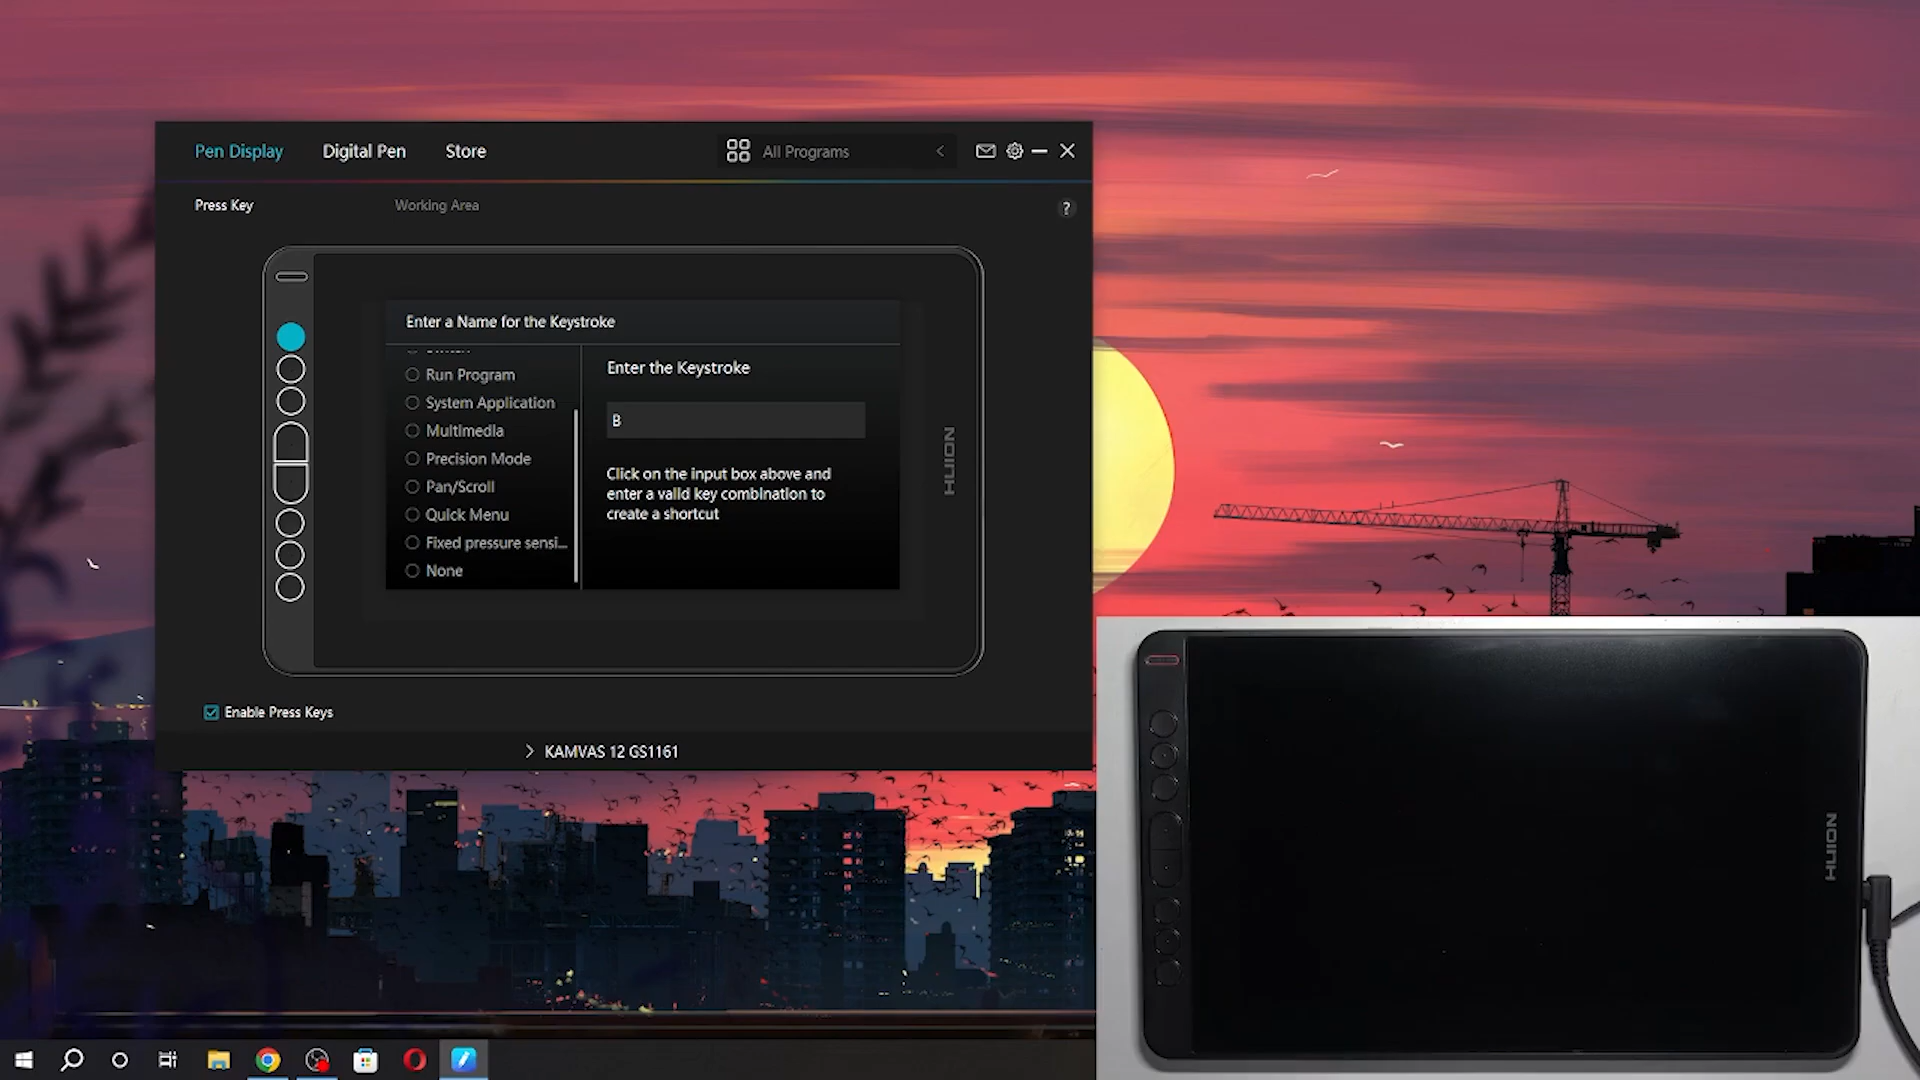 Pen Display
Digital Pen
Store
All Programs
Press Key
Working Area
?
Enter a Name for the Keystroke
Run Program
System Application
Multimedia
Precision Mode
Pan/Scroll
Quick Menu
Fixed pressure sensi...
None
Enter the Keystroke
B
Click on the input box above and
enter a valid key combination to
create a shortcut
HUION
Enable Press Keys
KAMVAS 12 GS1161
HUION